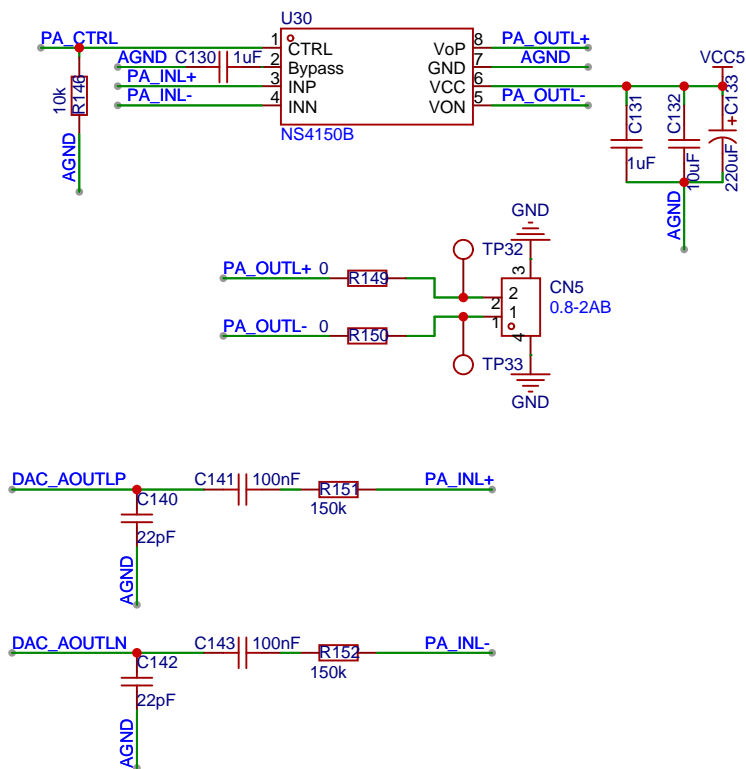 U30
PA_CTRL
1 CTRL VoP 8 PA_OUTL+
AGND C130 1uF 2 Bypass GND 7 AGND
PA_INL+ 3 INP VCC 6 VCC5
PA_INL- 4 INN VON 5 PA_OUTL-
NS4150B
10k R146
AGND
C131 1uF
C132 10uF
+ C133 220uF
AGND
GND
TP32
PA_OUTL+ 0 R149
3
CN5
0.8-2AB
2 2
1 1
PA_OUTL- 0 R150
4
TP33
GND
DAC_AOUTLP C141 100nF R151 PA_INL+
C140 150k
22pF
AGND
DAC_AOUTLN C143 100nF R152 PA_INL-
C142 150k
22pF
AGND